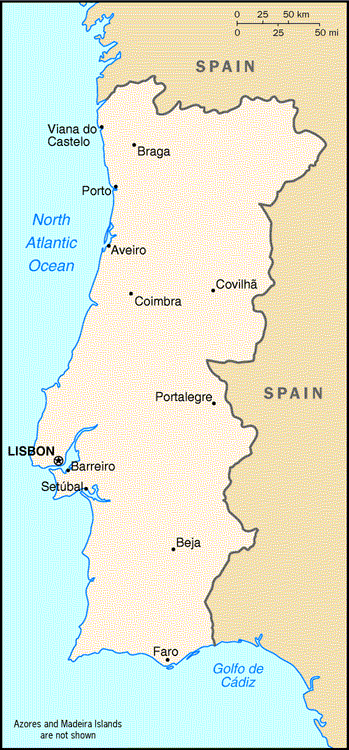 0 25 50 km
0 25 50 mi
SPAIN
Viana do
Castelo
Braga
Porto
North
Atlantic
Ocean
Aveiro
Covilhã
Coimbra
SPAIN
Portalegre
LISBON
Barreiro
Setúbal
Beja
Faro
Golfo de
Cádiz
Azores and Madeira Islands
are not shown